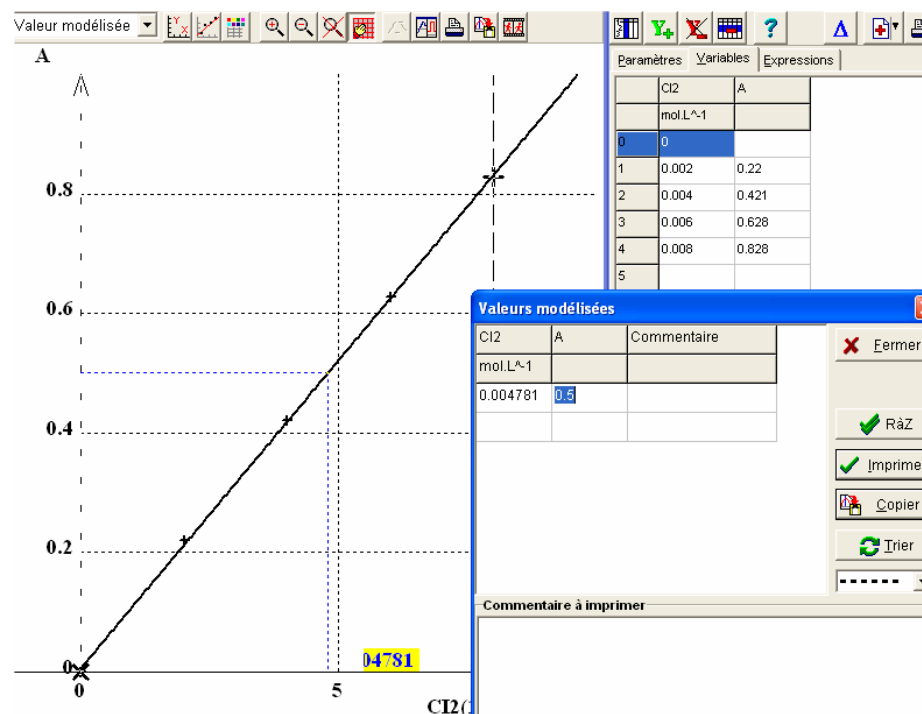 Valeur modélisée
A
0.8
0.6
0.4
0.2
0
0
5
04781
CI2(
?
Δ
Paramètres Variables Expressions
CI2 A
mol.L^-1
0 0
1 0.002 0.22
2 0.004 0.421
3 0.006 0.628
4 0.008 0.828
5
Valeurs modélisées
CI2 A Commentaire
mol.L^-1
0.004781 0.5
Fermer
RàZ
Imprime
Copier
Trier
Commentaire à imprimer